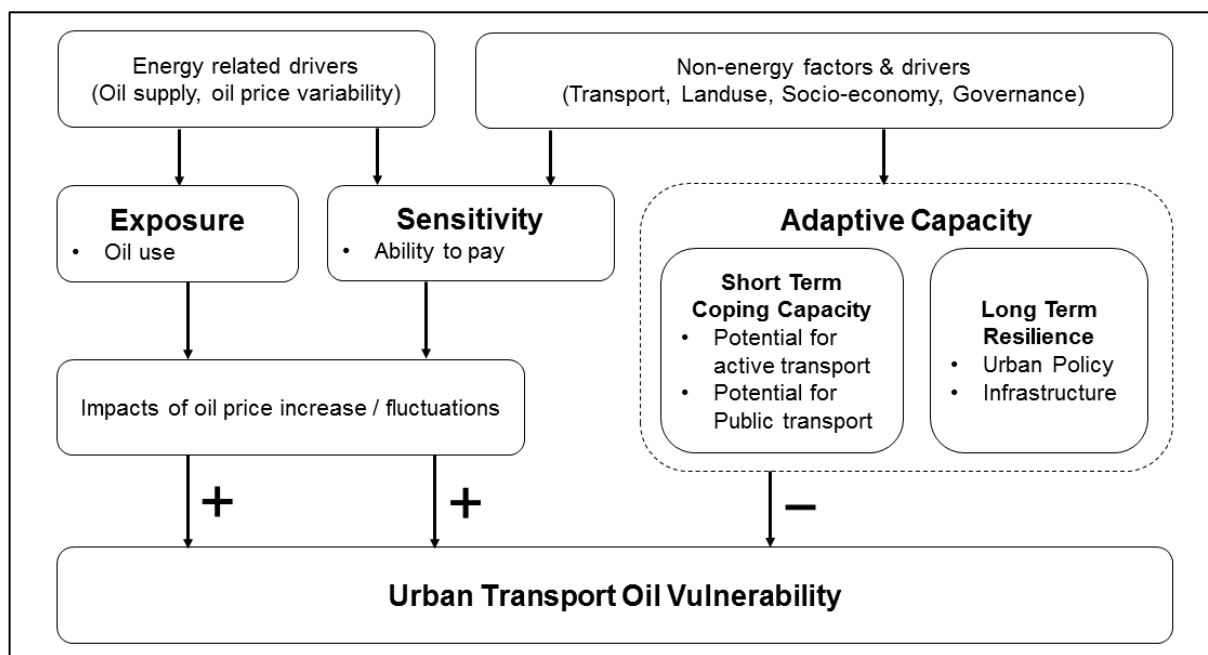 Energy related drivers
(Oil supply, oil price variability)
Non-energy factors & drivers
(Transport, Landuse, Socio-economy, Governance)
Exposure
• Oil use
Sensitivity
• Ability to pay
Adaptive Capacity
Short Term
Coping Capacity
• Potential for
active transport
• Potential for
Public transport
Long Term
Resilience
• Urban Policy
• Infrastructure
Impacts of oil price increase / fluctuations
+
+
−
Urban Transport Oil Vulnerability